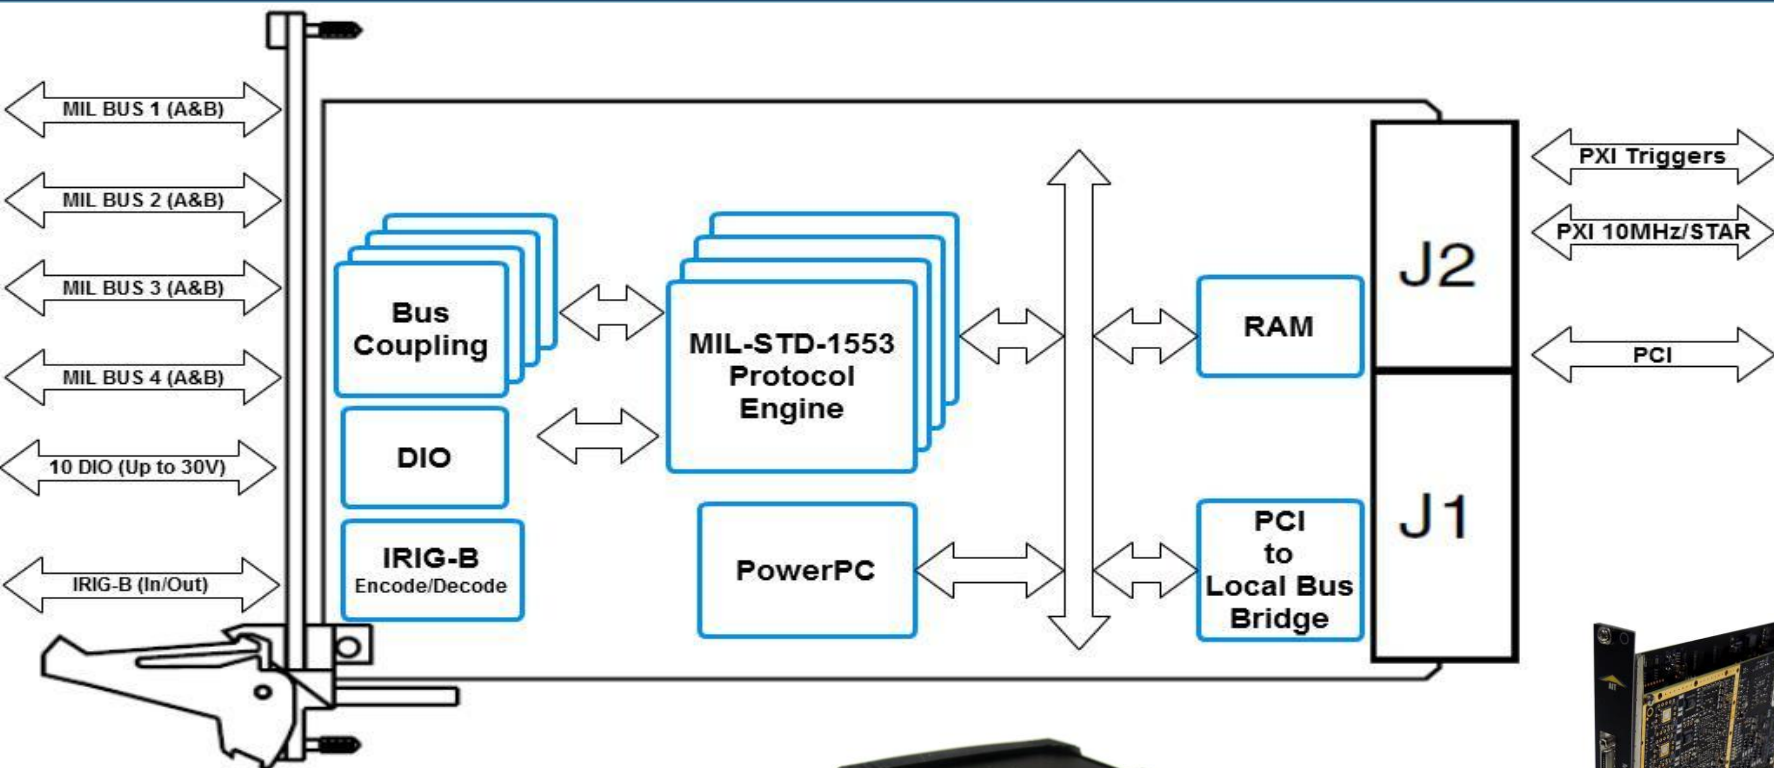 MIL BUS 1 (A&B)
MIL BUS 2 (A&B)
MIL BUS 3 (A&B)
MIL BUS 4 (A&B)
10 DIO (Up to 30V)
IRIG-B (In/Out)
Bus
Coupling
DIO
IRIG-B
Encode/Decode
MIL-STD-1553
Protocol
Engine
PowerPC
RAM
PCI
to
Local Bus
Bridge
J2
J1
PXI Triggers
PXI 10MHz/STAR
PCI